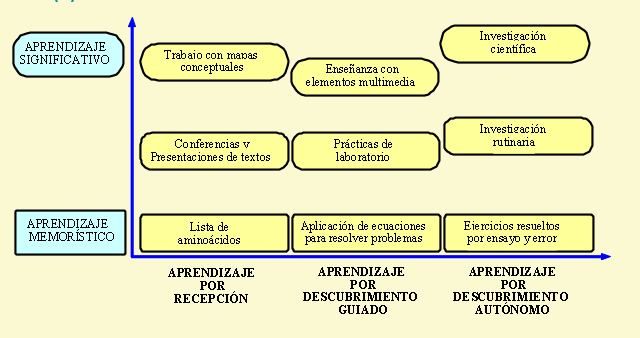 APRENDIZAJE
SIGNIFICATIVO
Trabajo con mapas
conceptuales
Enseñanza con
elementos multimedia
Investigación
científica
Conferencias y
Presentaciones de textos
Prácticas de
laboratorio
Investigación
rutinaria
APRENDIZAJE
MEMORÍSTICO
Lista de
aminoácidos
Aplicación de ecuaciones
para resolver problemas
Ejercicios resueltos
por ensayo y error
APRENDIZAJE
POR
RECEPCIÓN
APRENDIZAJE
POR
DESCUBRIMIENTO
GUIADO
APRENDIZAJE
POR
DESCUBRIMIENTO
AUTÓNOMO